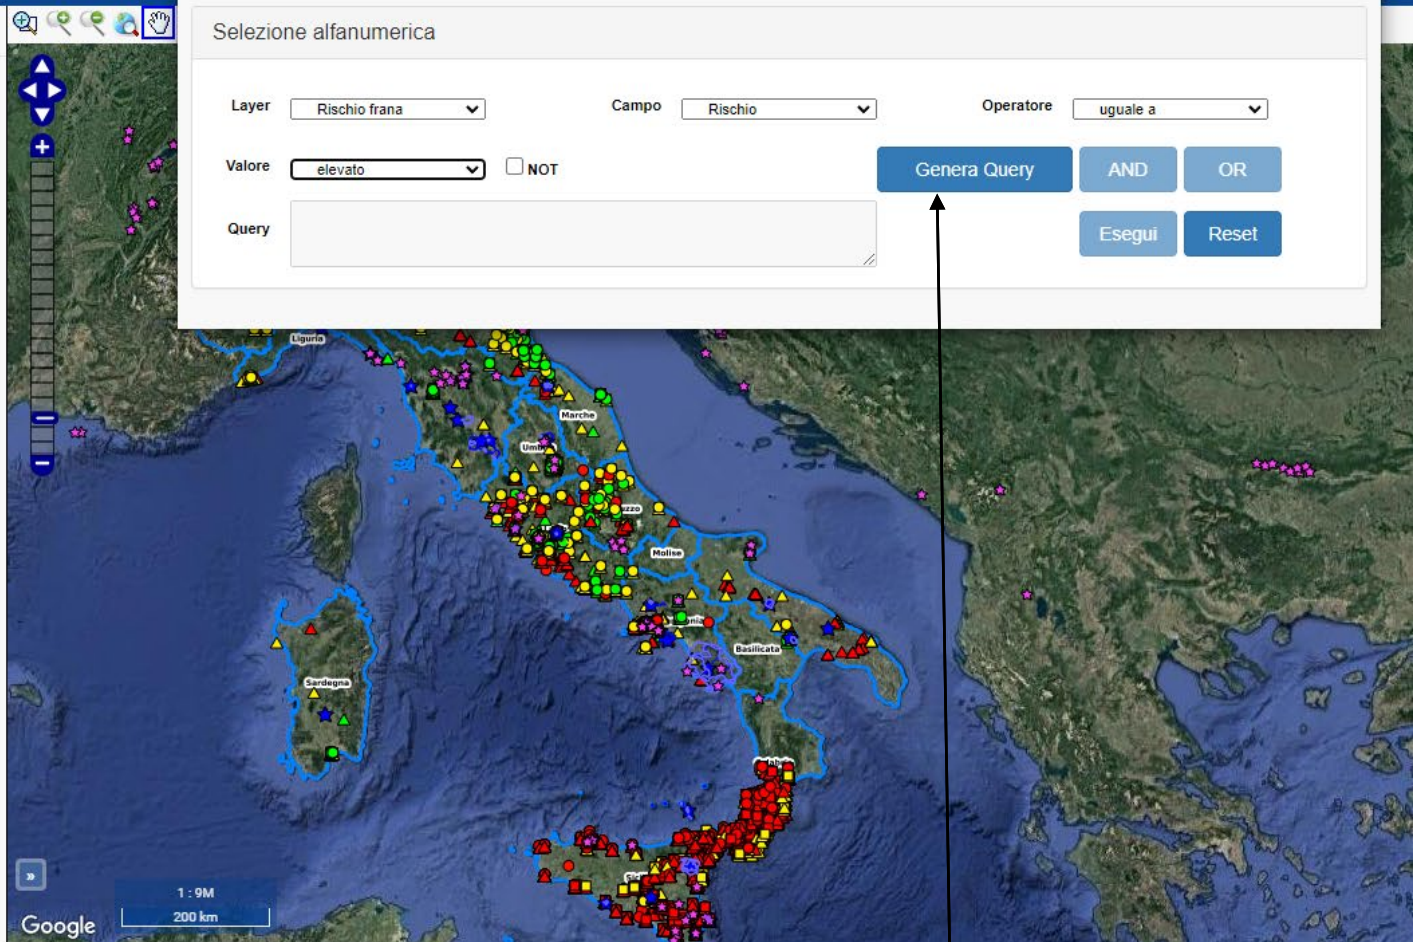 Selezione alfanumerica
Layer Rischio frana Campo Rischio Operatore uguale a
Valore elevato NOT Genera Query AND OR
Query Esegui Reset
Liguria
Marche
Molise
Basilicata
Sardegna
»
1 : 9M
200 km
Google